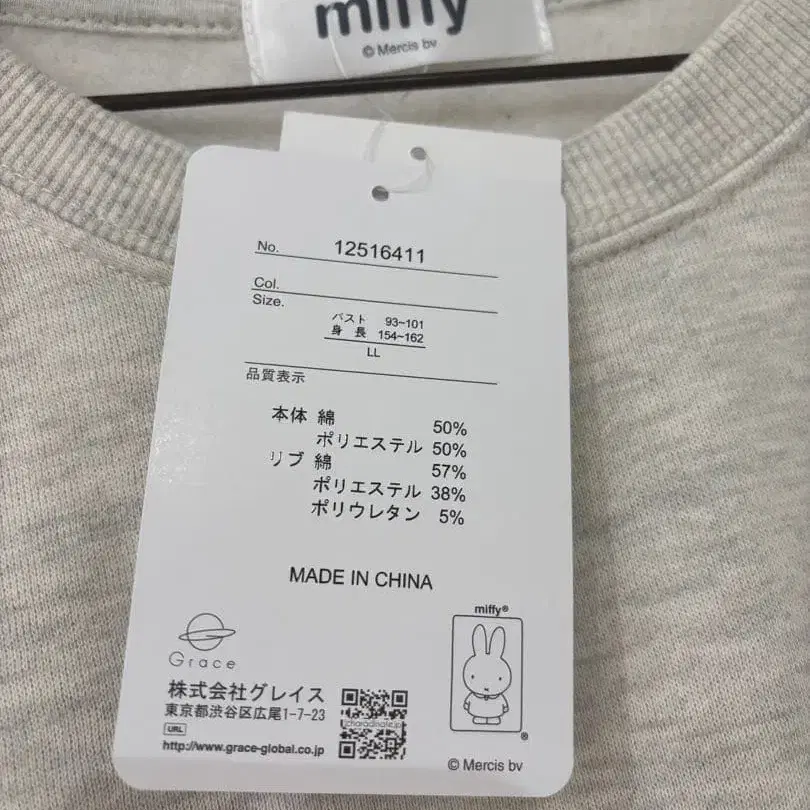 miffy
© Mercis bv
No. 12516411
Col.
Size.
バスト 93~101
身長 154~162
LL
品質表示
本体 綿 50%
ポリエステル 50%
リブ 綿 57%
ポリエステル 38%
ポリウレタン 5%
MADE IN CHINA
miffy®
Grace
株式会社グレイス
東京都渋谷区広尾1-7-23
URL
http://www.grace-global.co.jp
®
© Mercis bv